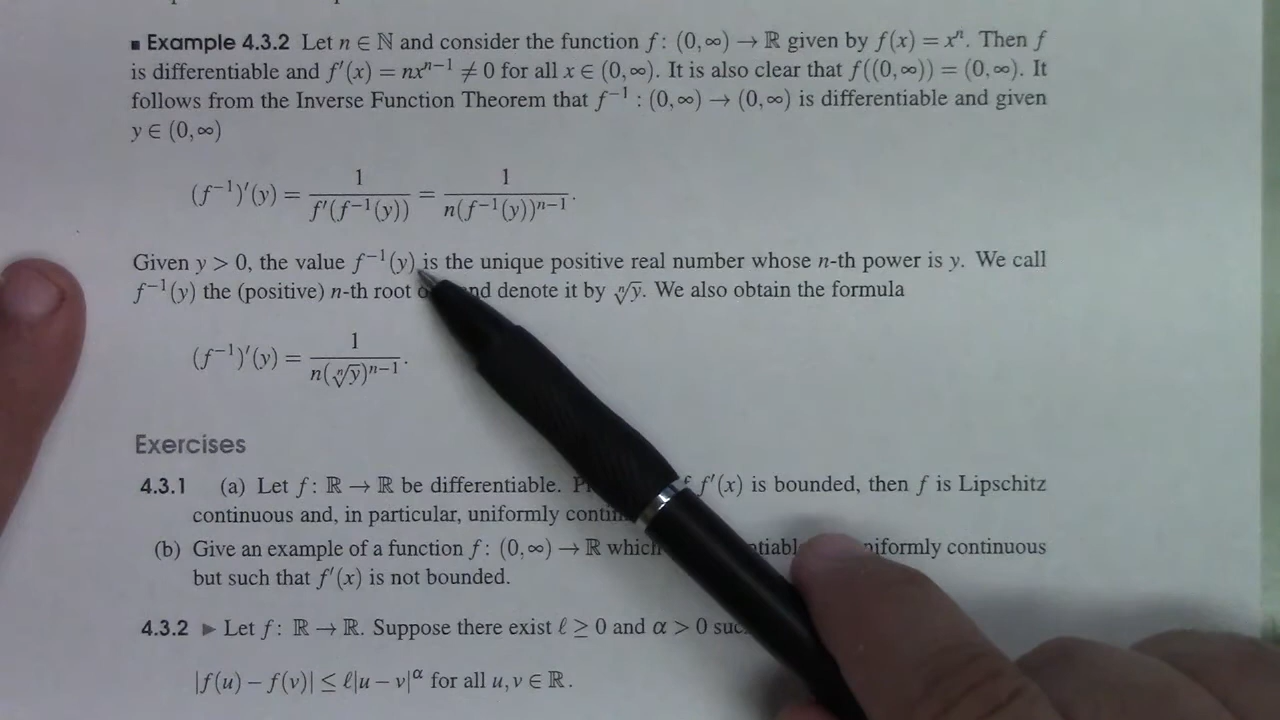 ■ Example 4.3.2 Let n ∈ ℕ and consider the function f: (0,∞) → ℝ given by f(x) = xⁿ. Then f
is differentiable and f′(x) = nxⁿ⁻¹ ≠ 0 for all x ∈ (0,∞). It is also clear that f((0,∞)) = (0,∞). It
follows from the Inverse Function Theorem that f⁻¹ : (0,∞) → (0,∞) is differentiable and given
y ∈ (0,∞)
(f⁻¹)′(y) = 1/f′(f⁻¹(y)) = 1/n(f⁻¹(y))ⁿ⁻¹.
Given y > 0, the value f⁻¹(y) is the unique positive real number whose n-th power is y. We call
f⁻¹(y) the (positive) n-th root and denote it by ⁿ√y. We also obtain the formula
(f⁻¹)′(y) = 1/n(ⁿ√y)ⁿ⁻¹.
Exercises
4.3.1 (a) Let f: ℝ → ℝ be differentiable. f′(x) is bounded, then f is Lipschitz
continuous and, in particular, uniformly
(b) Give an example of a function f: (0,∞) → ℝ which uniformly continuous
but such that f′(x) is not bounded.
4.3.2 ▶ Let f: ℝ → ℝ. Suppose there exist ℓ ≥ 0 and α > 0
|f(u) − f(v)| ≤ ℓ|u − v|^α for all u, v ∈ ℝ.